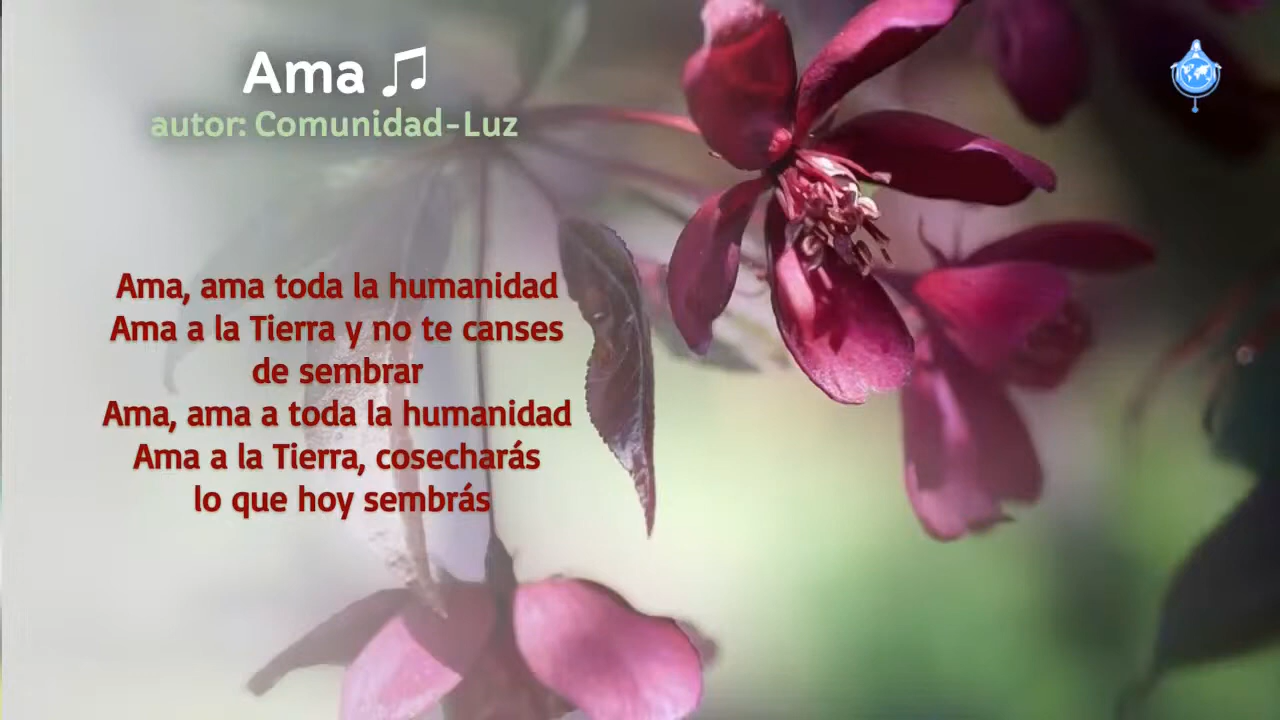 Ama ♫
autor: Comunidad-Luz
Ama, ama toda la humanidad
Ama a la Tierra y no te canses
de sembrar
Ama, ama a toda la humanidad
Ama a la Tierra, cosecharás
lo que hoy sembrás